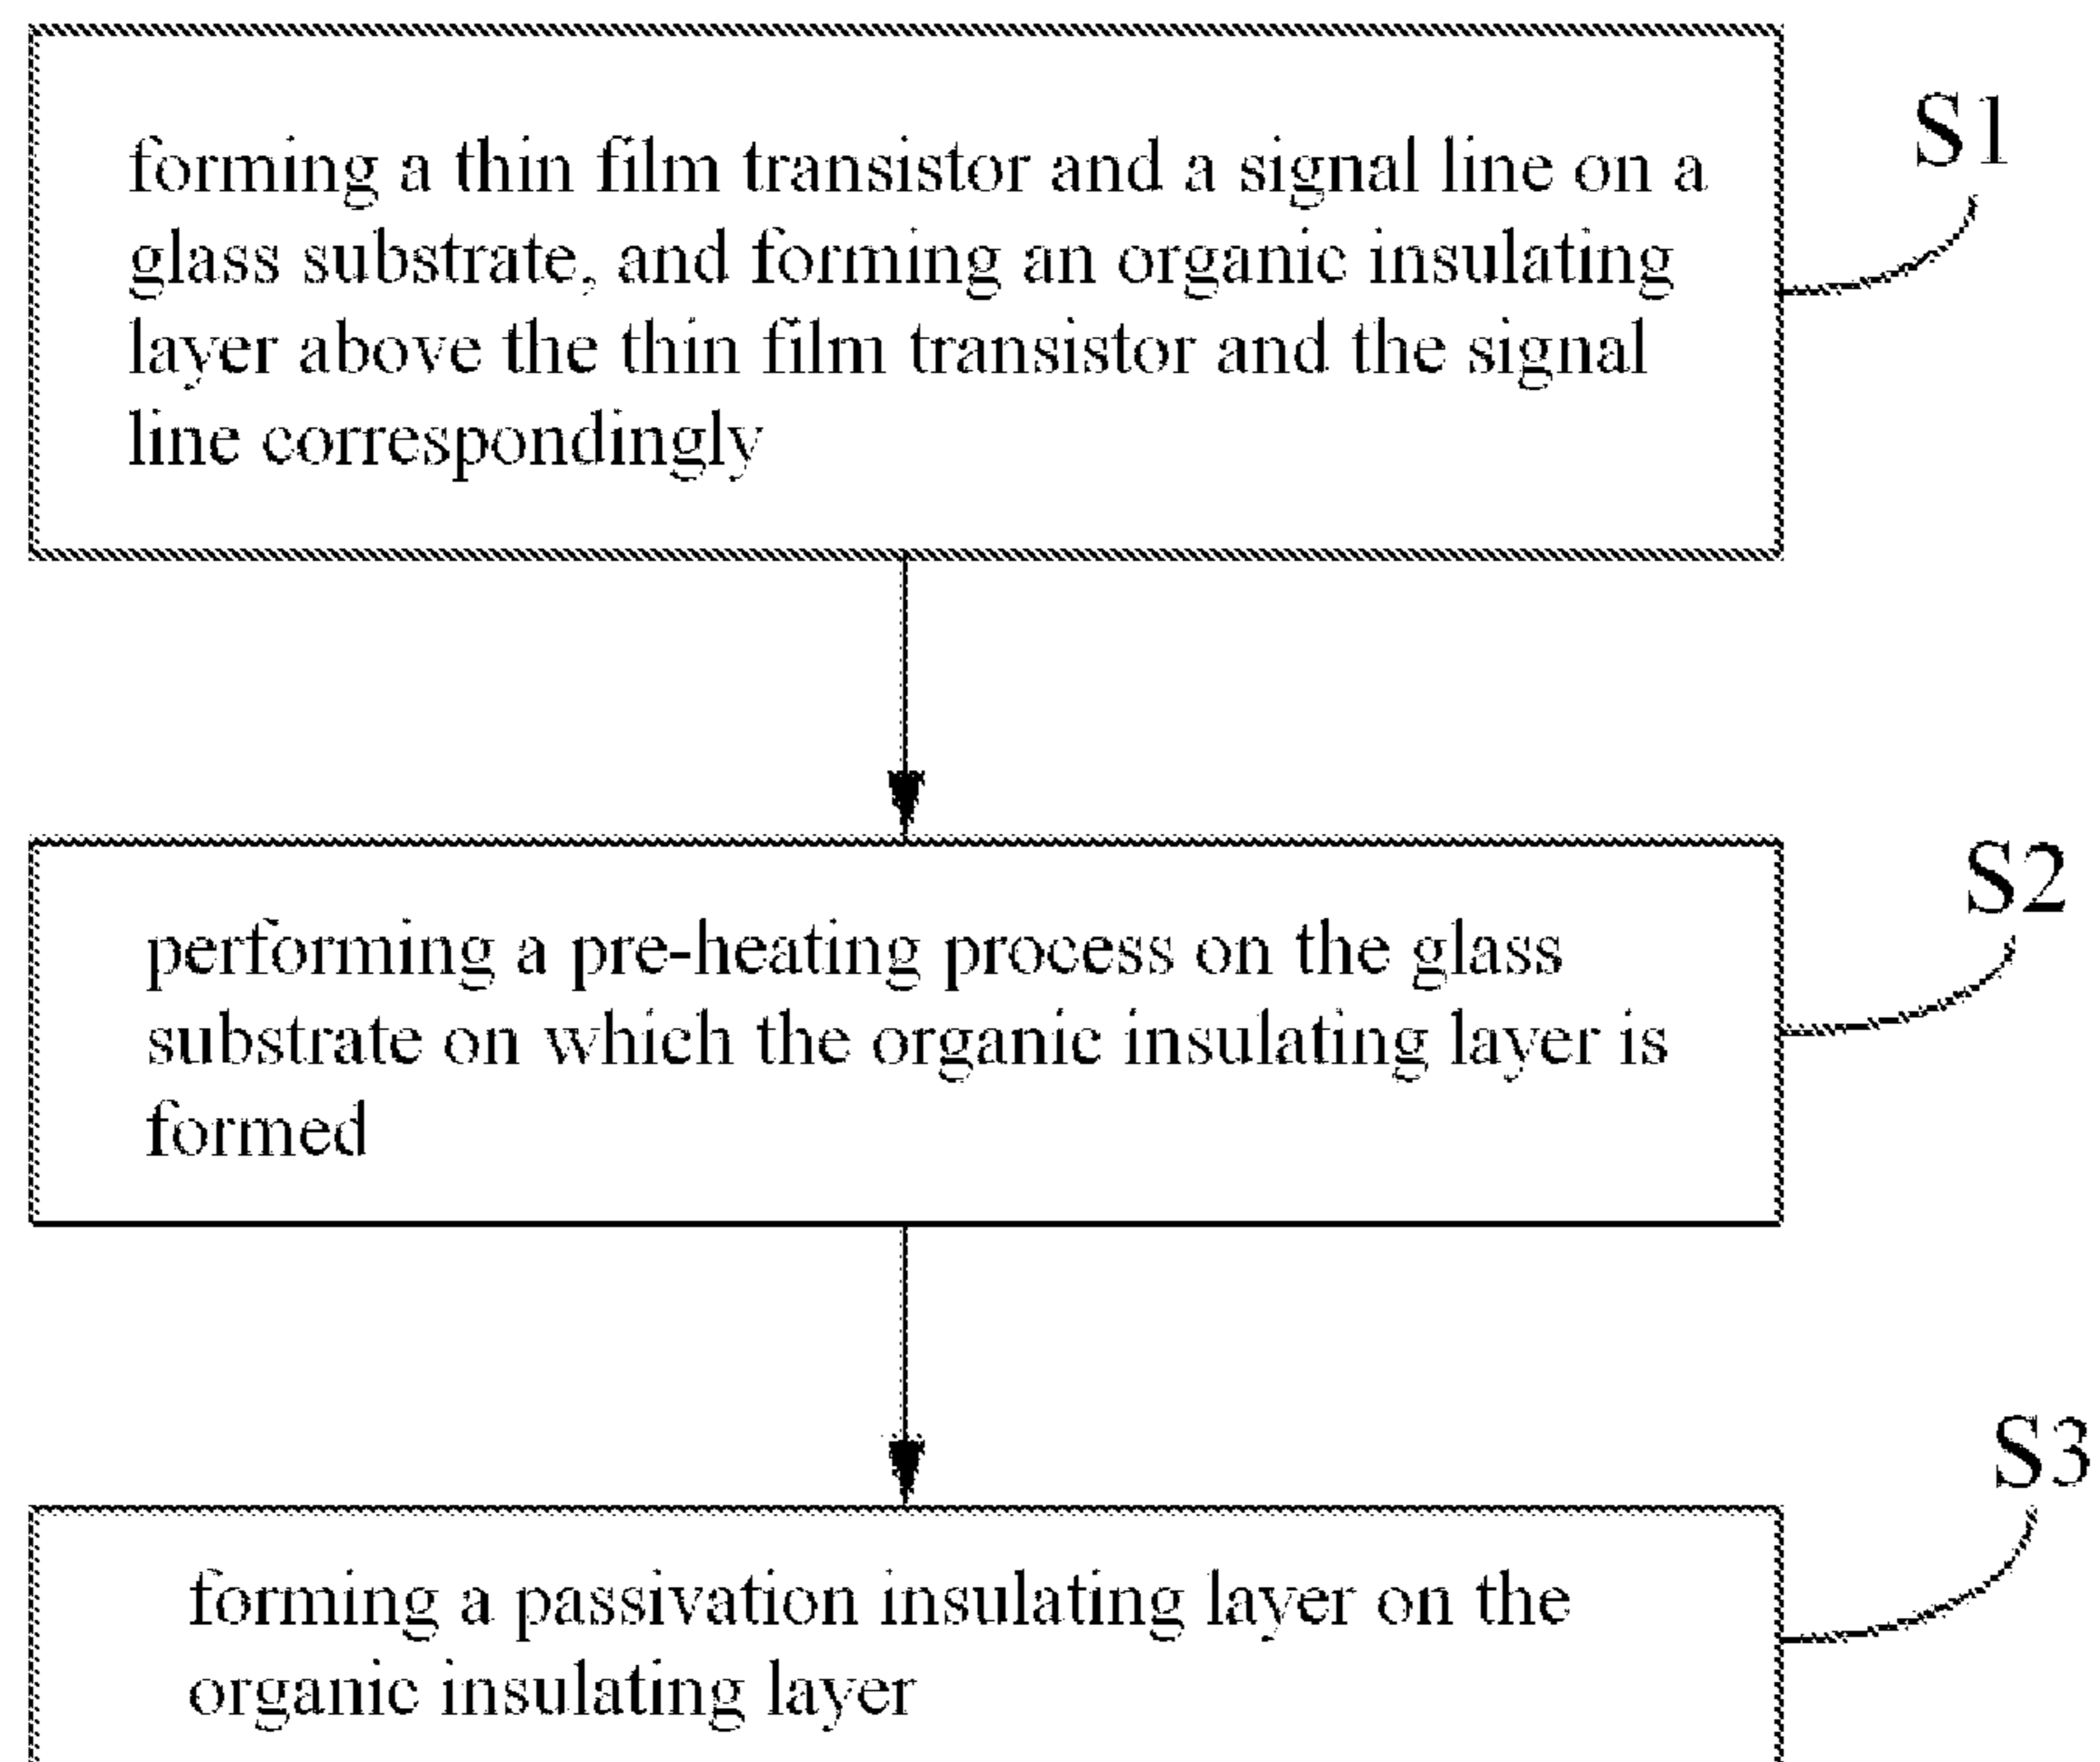 S1
forming a thin film transistor and a signal line on a
glass substrate, and forming an organic insulating
layer above the thin film transistor and the signal
line correspondingly
S2
performing a pre-heating process on the glass
substrate on which the organic insulating layer is
formed
S3
forming a passivation insulating layer on the
organic insulating layer